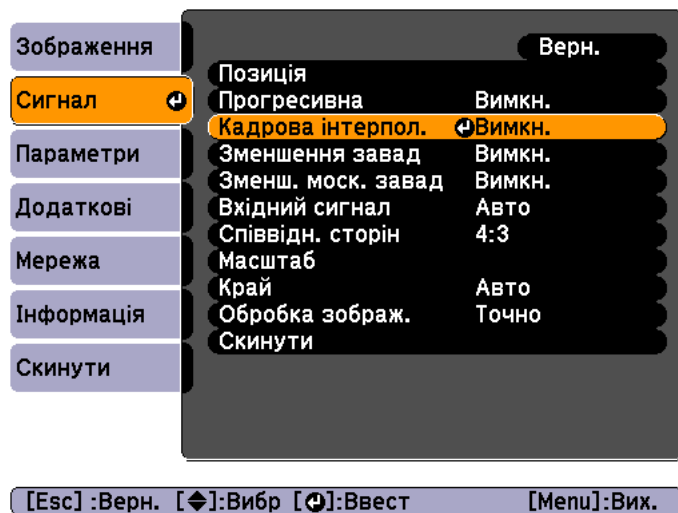 Зображення
Сигнал
Параметри
Додаткові
Мережа
Інформація
Скинути
Верн.
Позиція
Прогресивна Вимкн.
Кадрова інтерпол. Вимкн.
Зменшення завад Вимкн.
Зменш. моск. завад Вимкн.
Вхідний сигнал Авто
Співвідн. сторін 4:3
Масштаб
Край Авто
Обробка зображ. Точно
Скинути
[Esc] :Верн. [◆]:Вибр [⏎]:Ввест [Menu]:Вих.